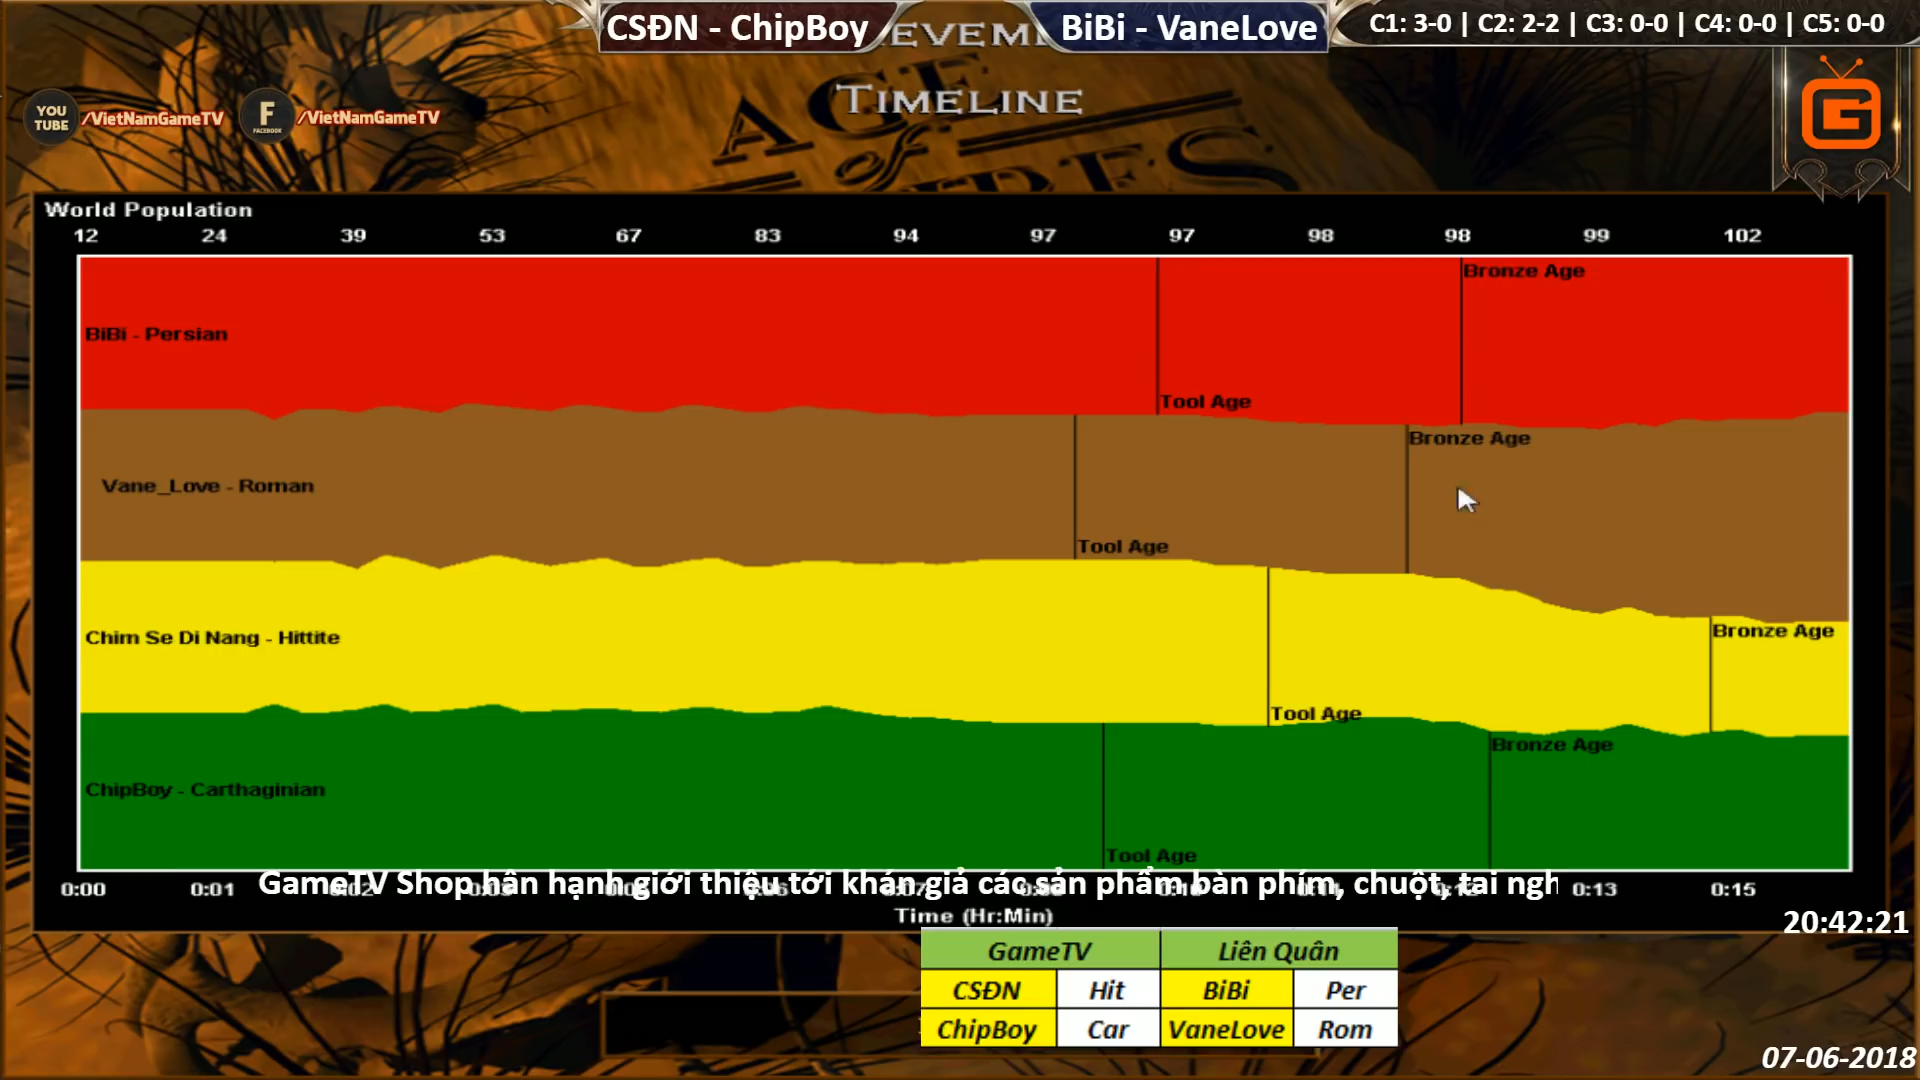 CSĐN - ChipBoy
EVEM
BiBi - VaneLove
C1: 3-0 | C2: 2-2 | C3: 0-0 | C4: 0-0 | C5: 0-0
TIMELINE
YOU TUBE /VietNamGameTV
F FACEBOOK /VietNamGameTV
G
AGE
of
World Population
12 24 39 53 67 83 94 97 97 98 98 99 102
Bronze Age
BiBi - Persian
Tool Age
Bronze Age
Vane_Love - Roman
Tool Age
Bronze Age
Chim Se Di Nang - Hittite
Tool Age
Bronze Age
ChipBoy - Carthaginian
Tool Age
0:00 0:01
GameTV Shop hân hạnh giới thiệu tới khán giả các sản phẩm bàn phím, chuột, tai ngh
0:13 0:15
Time (Hr:Min)
20:42:21
GameTV Liên Quân
CSĐN Hit BiBi Per
ChipBoy Car VaneLove Rom
07-06-2018